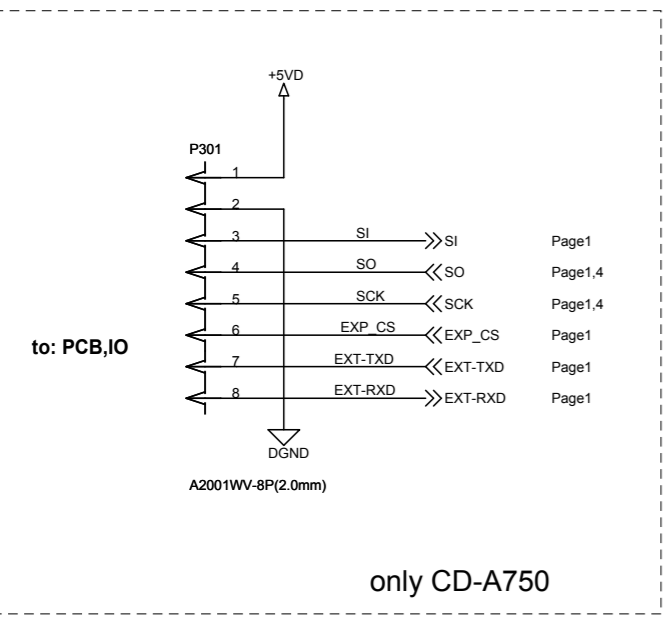 +5VD
P301
1
2
3 SI SI Page1
4 SO SO Page1,4
5 SCK SCK Page1,4
6 EXP_CS EXP_CS Page1
to: PCB,IO
7 EXT-TXD EXT-TXD Page1
8 EXT-RXD EXT-RXD Page1
DGND
A2001WV-8P(2.0mm)
only CD-A750